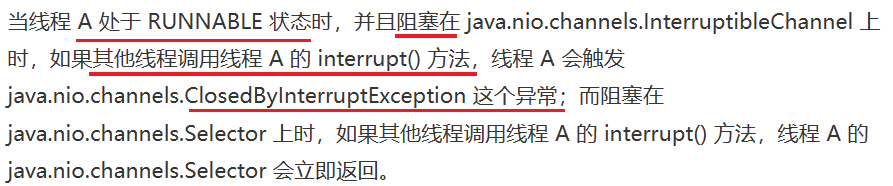 当线程 A 处于 RUNNABLE 状态时，并且阻塞在 java.nio.channels.InterruptibleChannel 上
时，如果其他线程调用线程 A 的 interrupt() 方法，线程 A 会触发
java.nio.channels.ClosedByInterruptException 这个异常；而阻塞在
java.nio.channels.Selector 上时，如果其他线程调用线程 A 的 interrupt() 方法，线程 A 的
java.nio.channels.Selector 会立即返回。